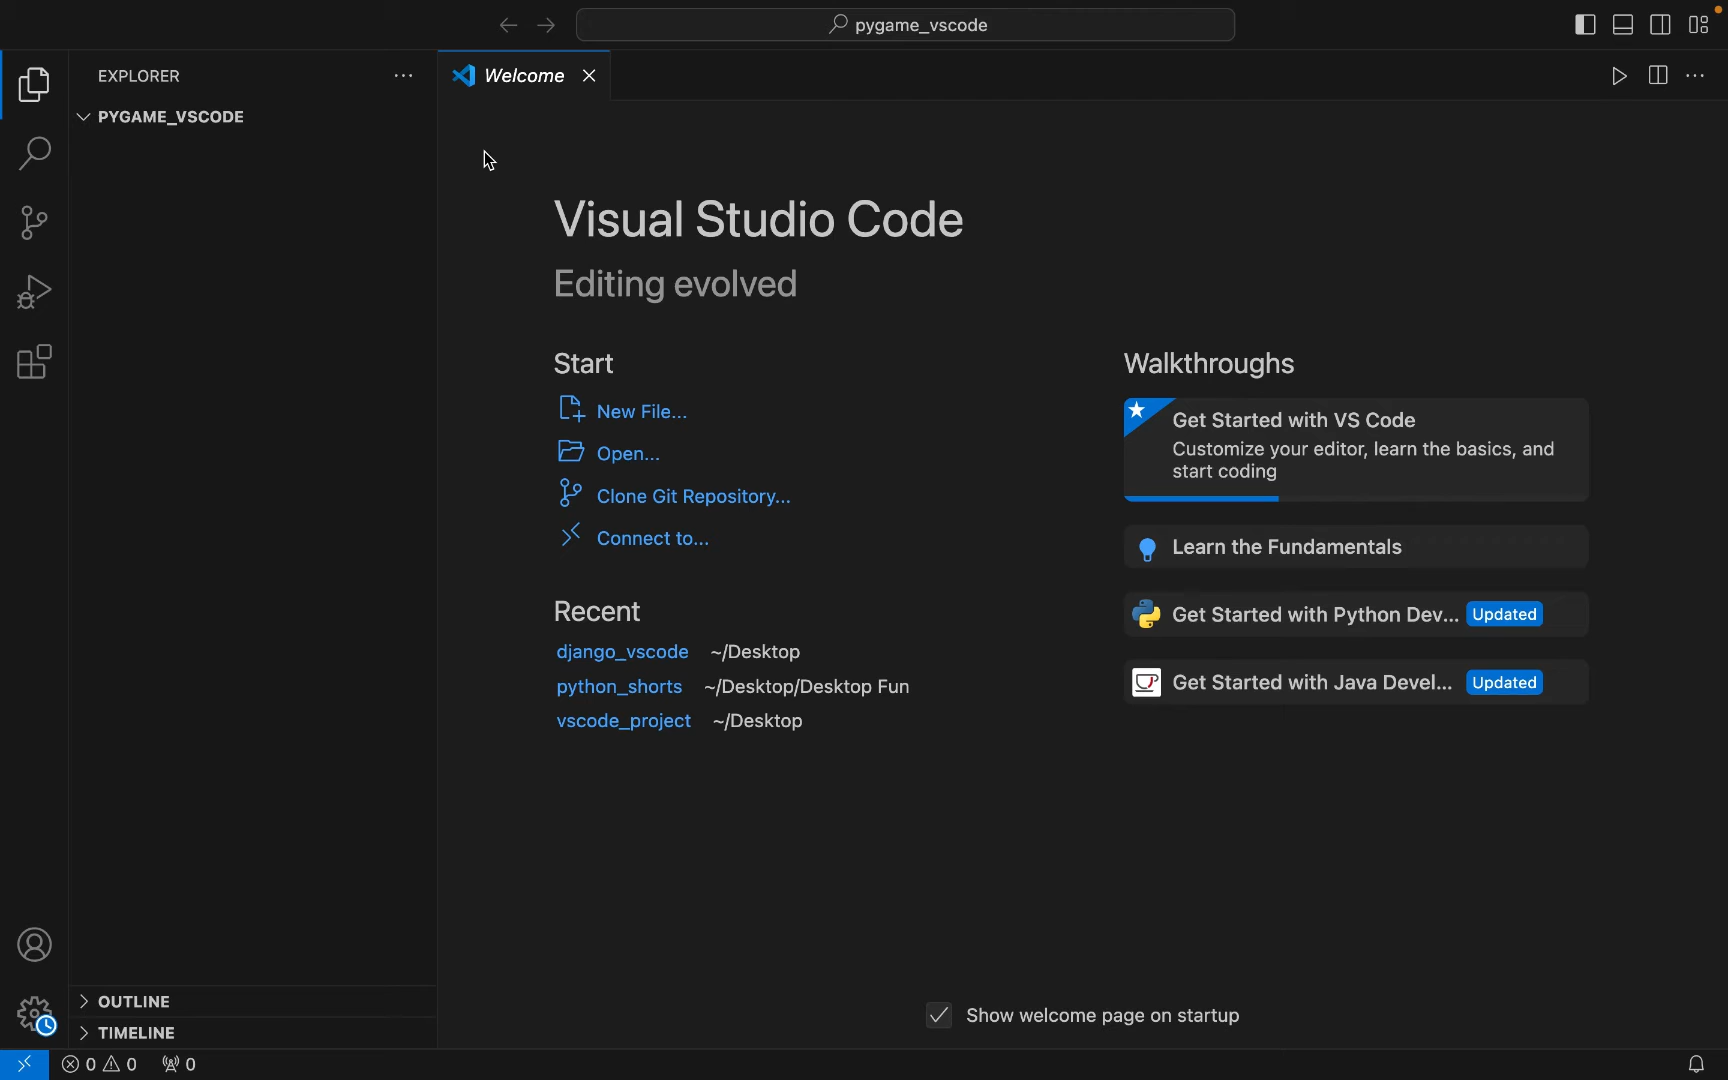 pygame_vscode
EXPLORER
Welcome
PYGAME_VSCODE
Visual Studio Code
Editing evolved
Start
New File...
Open...
Clone Git Repository...
Connect to...
Recent
django_vscode ~/Desktop
python_shorts ~/Desktop/Desktop Fun
vscode_project ~/Desktop
Walkthroughs
Get Started with VS Code
Customize your editor, learn the basics, and
start coding
Learn the Fundamentals
Get Started with Python Dev... Updated
Get Started with Java Devel... Updated
Show welcome page on startup
OUTLINE
TIMELINE
0 0 0